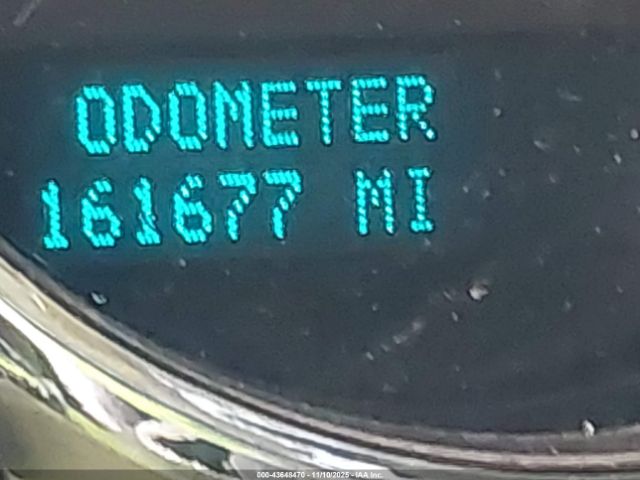 ODOMETER
161677 MI
000-43648470 - 11/10/2025 - IAA Inc.